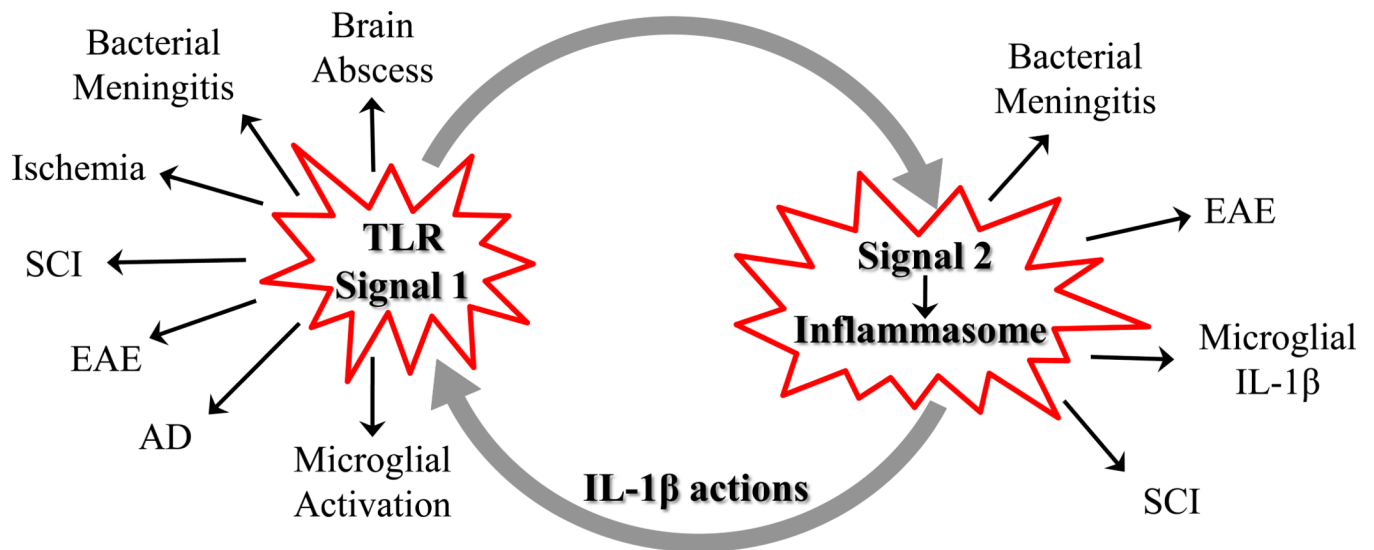 Brain
Abscess
Bacterial
Meningitis
Ischemia
SCI
EAE
AD
Microglial
Activation
TLR
Signal 1
Signal 2
Inflammasome
Bacterial
Meningitis
EAE
Microglial
IL-1β
SCI
IL-1β actions